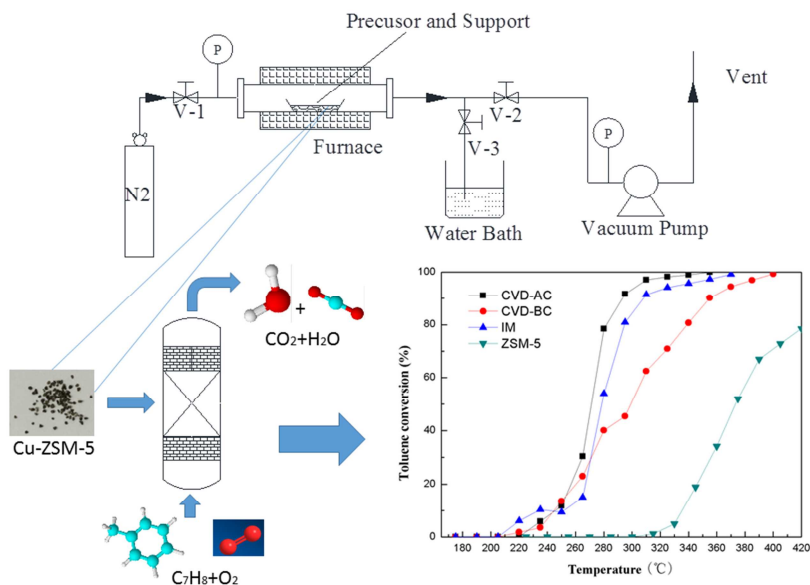 Precusor and Support
P
Vent
V-1
V-2
V-3
P
Furnace
N2
Water Bath
Vacuum Pump
CO2+H2O
Cu-ZSM-5
C7H8+O2
CVD-AC
CVD-BC
IM
ZSM-5
Toluene conversion (%)
100
80
60
40
20
0
180 200 220 240 260 280 300 320 340 360 380 400 420
Temperature (℃)
+